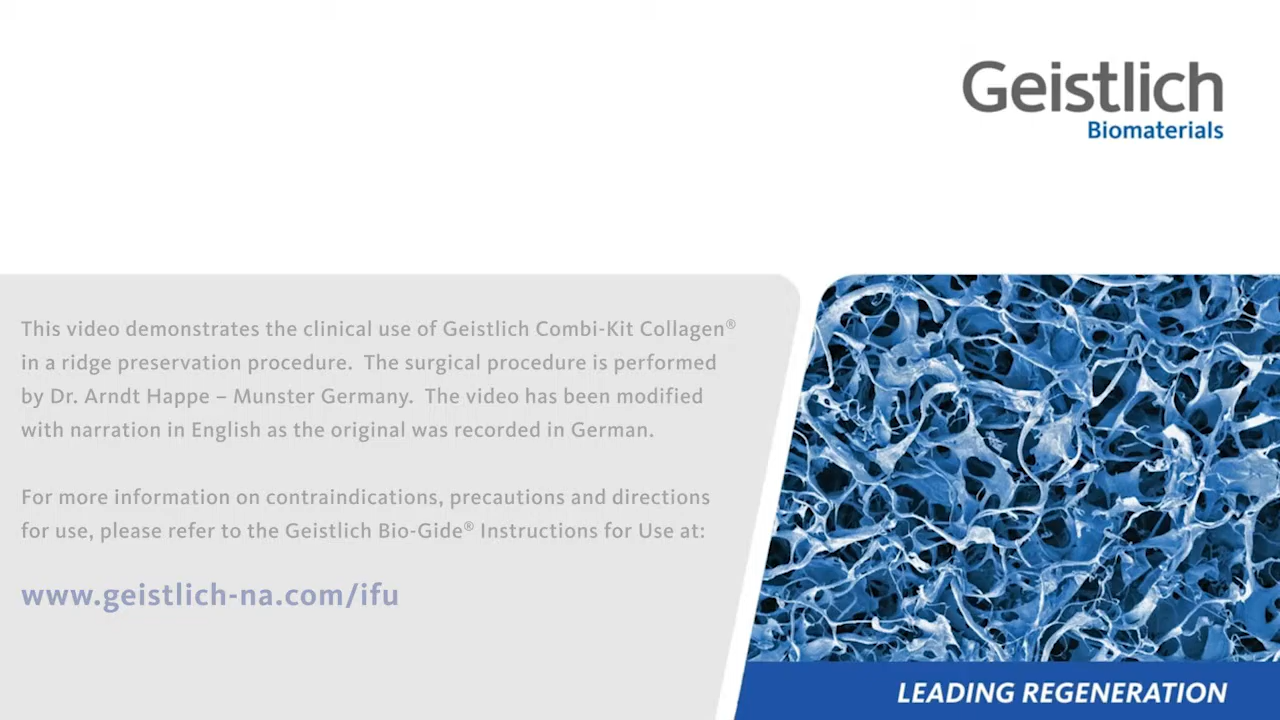 Geistlich
Biomaterials
This video demonstrates the clinical use of Geistlich Combi-Kit Collagen®
in a ridge preservation procedure.  The surgical procedure is performed
by Dr. Arndt Happe – Munster Germany.  The video has been modified
with narration in English as the original was recorded in German.
For more information on contraindications, precautions and directions
for use, please refer to the Geistlich Bio-Gide® Instructions for Use at:
www.geistlich-na.com/ifu
LEADING REGENERATION